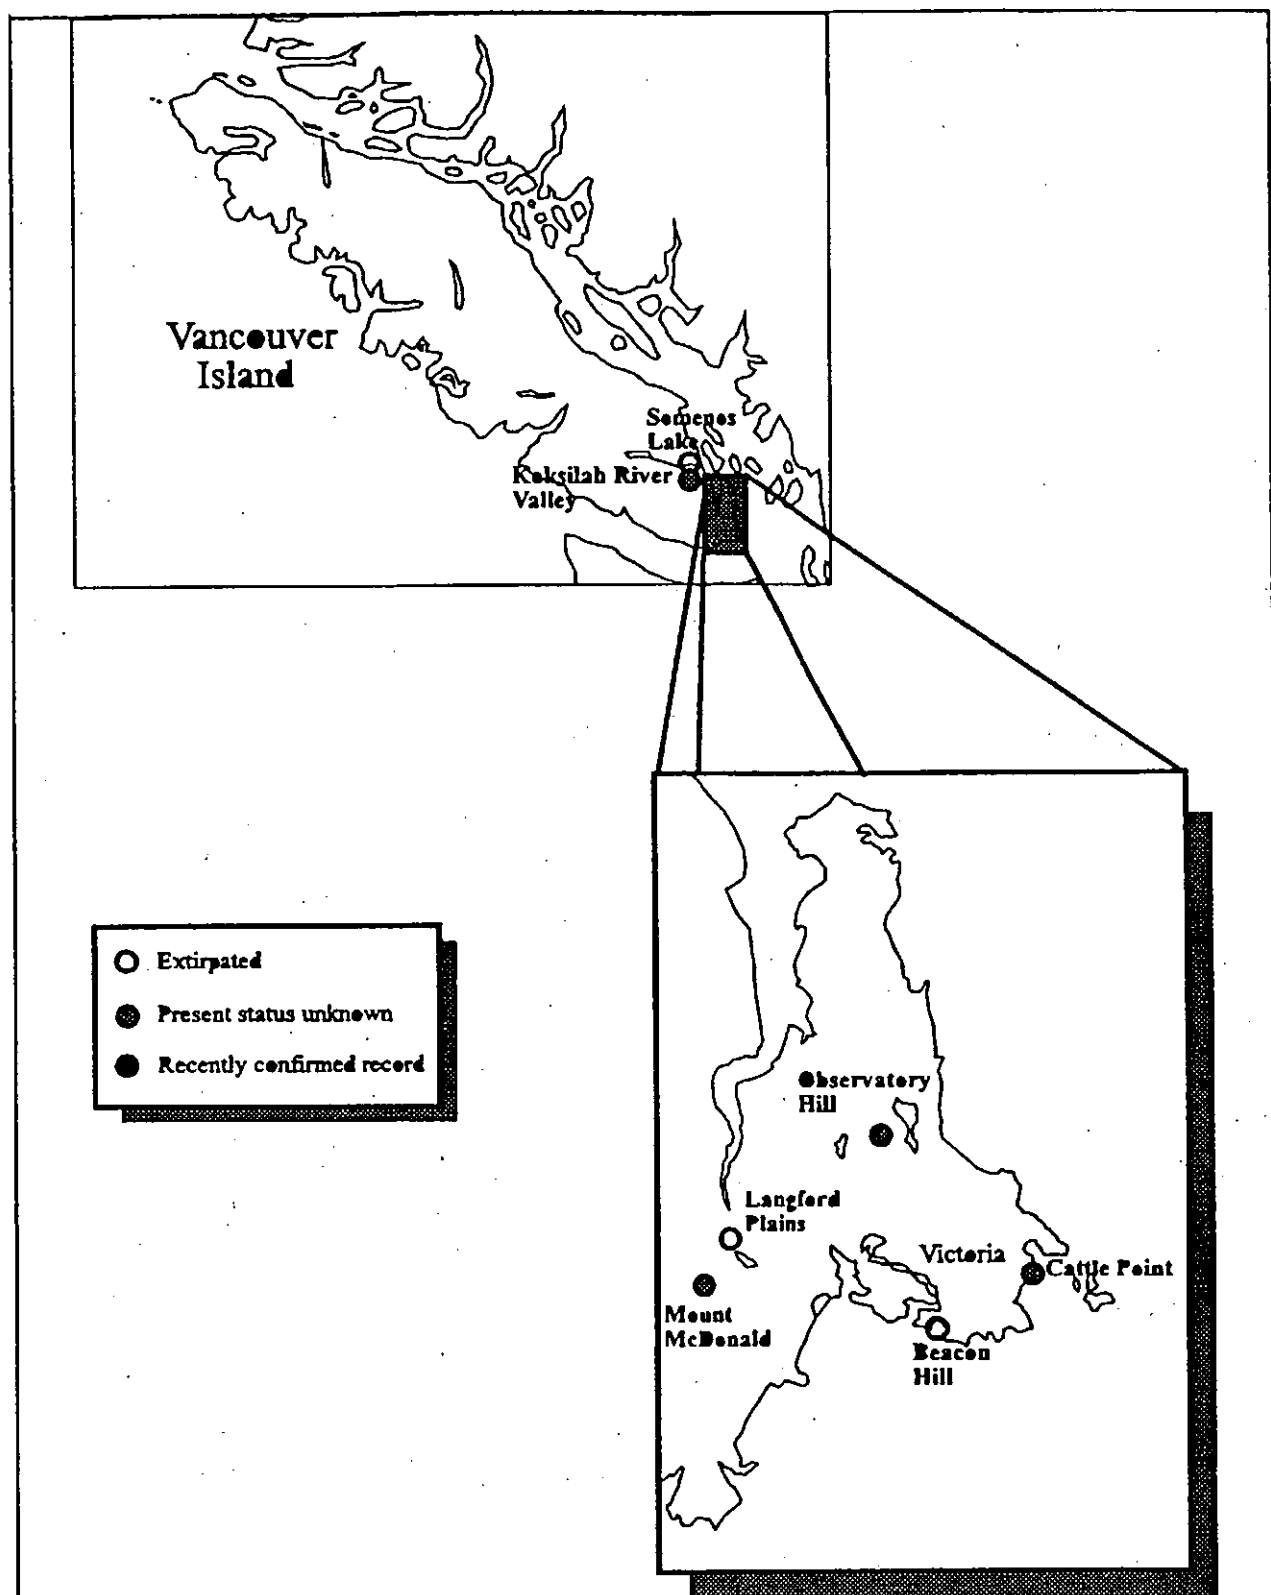 Vancouver
Island
Somenos
Lake
Koksilah River
Valley
Extirpated
Present status unknown
Recently confirmed record
Observatory
Hill
Langford
Plains
Victoria
Cattle Point
Mount
McDonald
Beacon
Hill